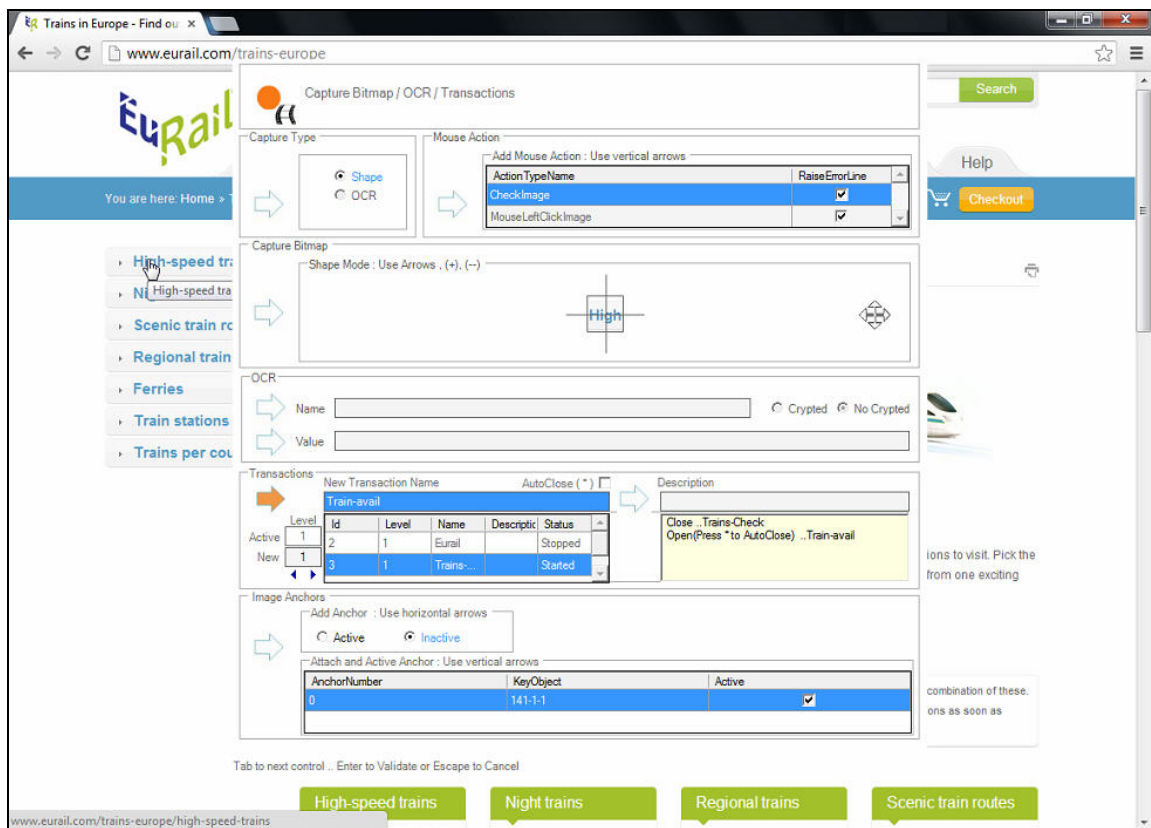 Trains in Europe - Find ou
www.eurail.com/trains-europe
EuRail
Search
Help
You are here: Home »
Checkout
High-speed tra
High-speed tra
Scenic train ro
Regional train
Ferries
Train stations
Trains per cou
Capture Bitmap / OCR / Transactions
Capture Type
Shape
OCR
Mouse Action
Add Mouse Action : Use vertical arrows
ActionTypeName RaiseErrorLine
CheckImage
MouseLeftClickImage
Capture Bitmap
Shape Mode : Use Arrows , (+), (--)
High
OCR
Name
Crypted No Crypted
Value
Transactions
New Transaction Name AutoClose ( * )
Train-avail
Description
Level
Active 1
New 1
Id Level Name Descriptic Status
2 1 Eurail Stopped
3 1 Trains-... Started
Close ..Trains-Check
Open(Press * to AutoClose) ..Train-avail
Image Anchors
Add Anchor : Use horizontal arrows
Active Inactive
Attach and Active Anchor : Use vertical arrows
AnchorNumber KeyObject Active
0 141-1-1
ions to visit. Pick the
from one exciting
combination of these.
ons as soon as
Tab to next control .. Enter to Validate or Escape to Cancel
High-speed trains Night trains Regional trains Scenic train routes
www.eurail.com/trains-europe/high-speed-trains